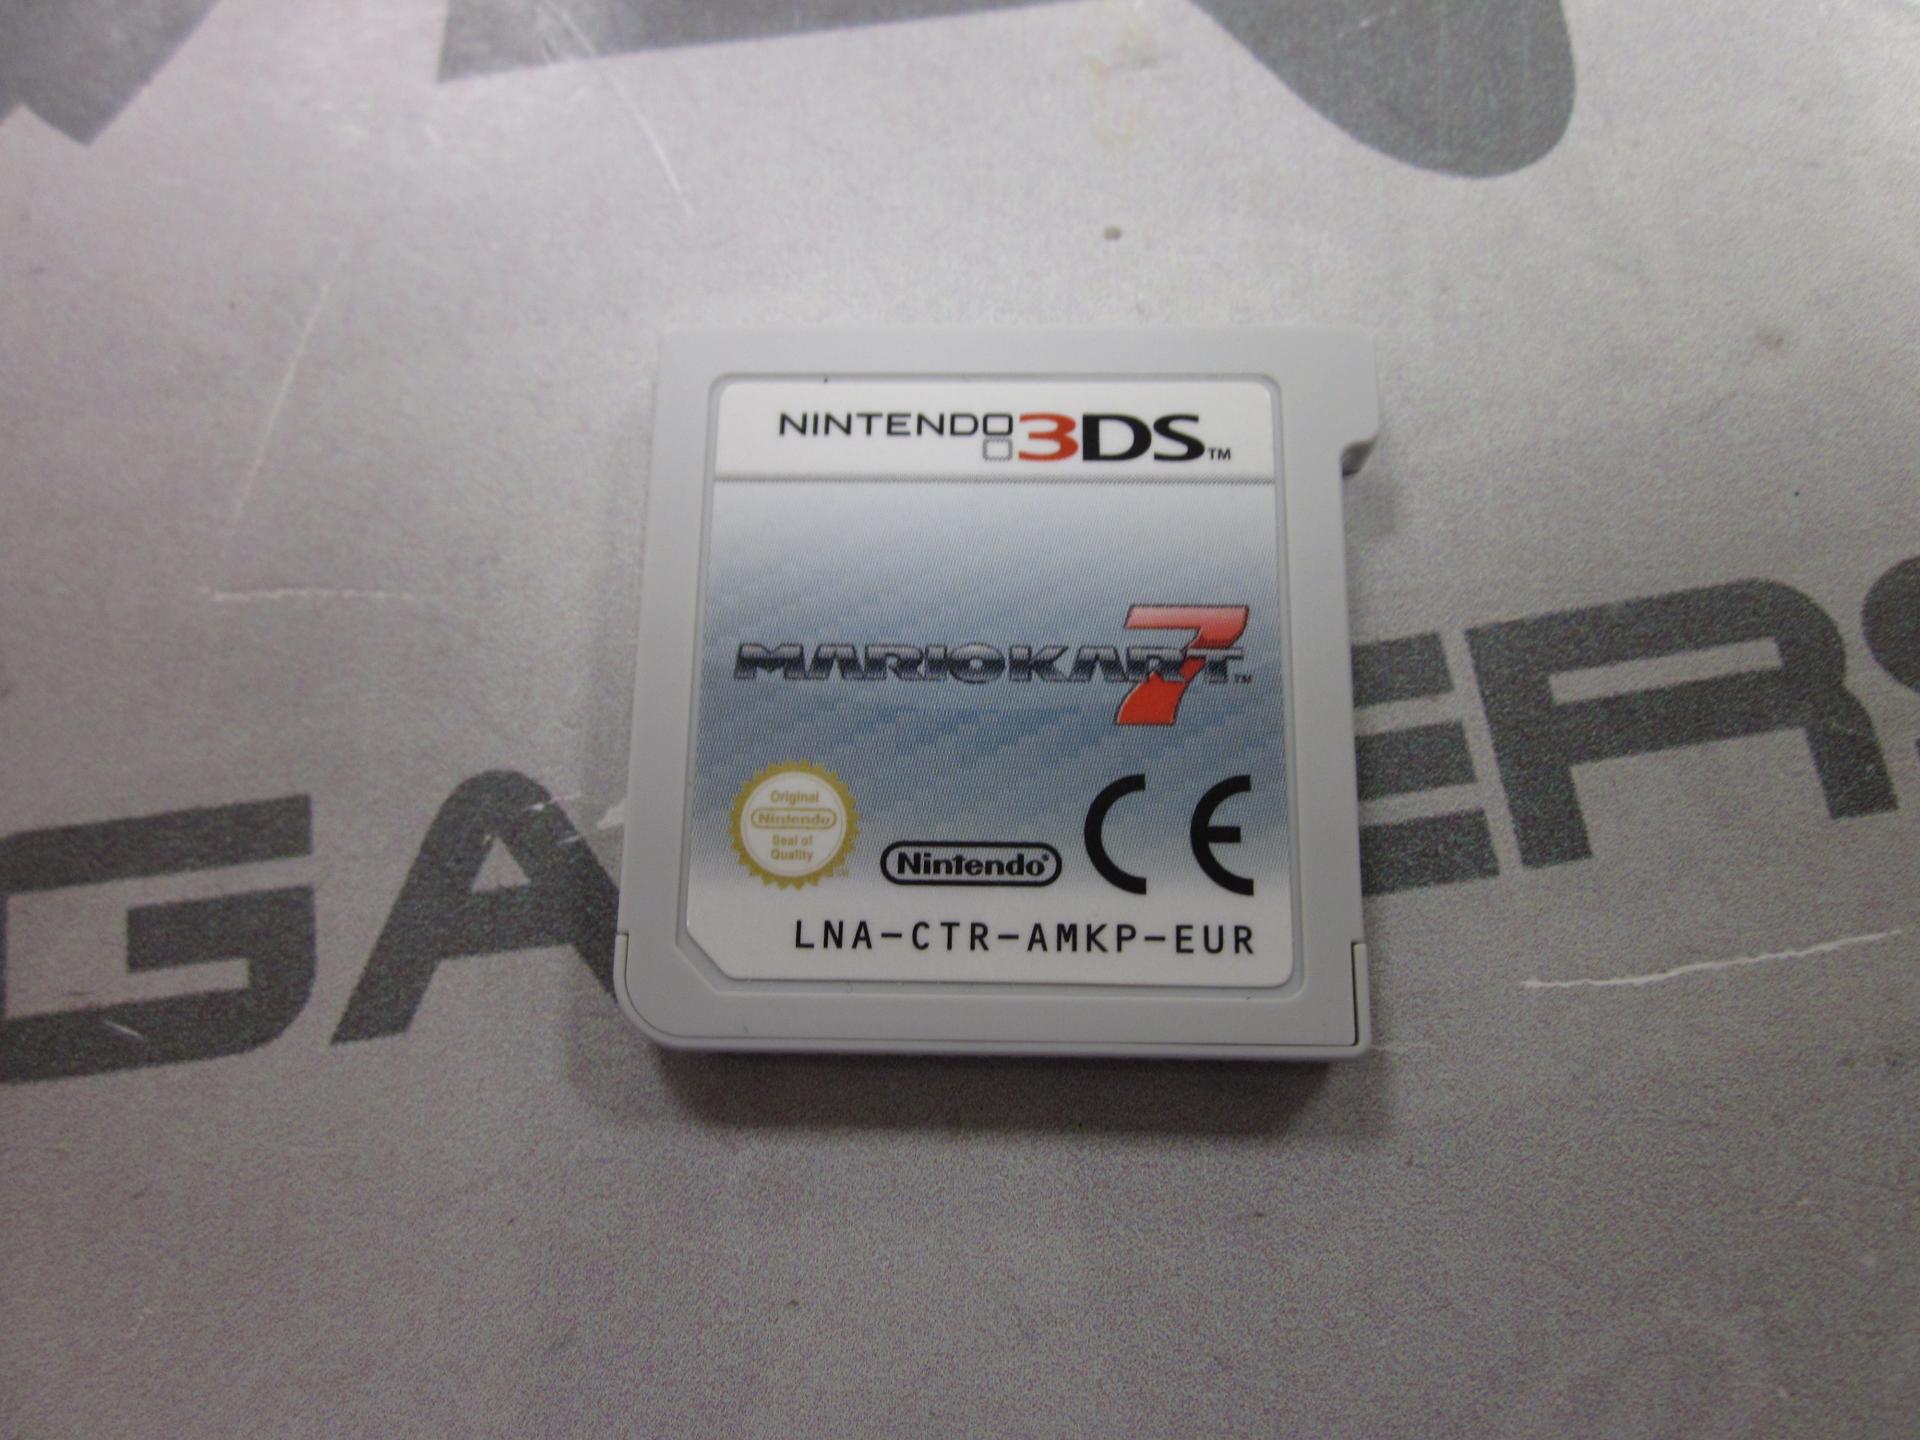 NINTENDO 3DS™
MARIOKART 7™
Original
Nintendo
Seal of
Quality
Nintendo®
CE
LNA-CTR-AMKP-EUR